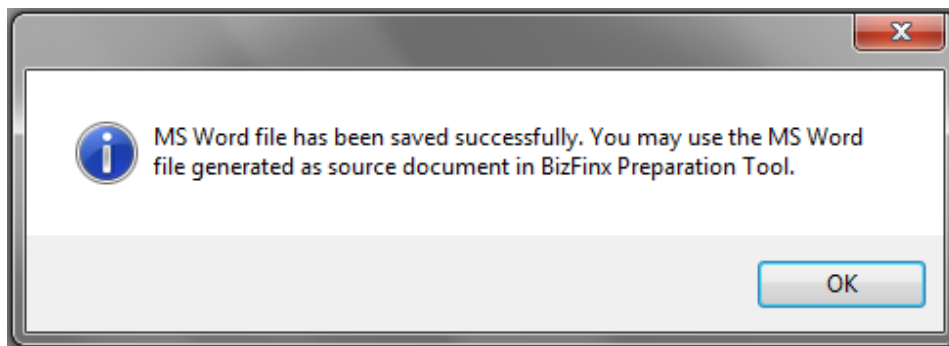 MS Word file has been saved successfully. You may use the MS Word
file generated as source document in BizFinx Preparation Tool.
OK